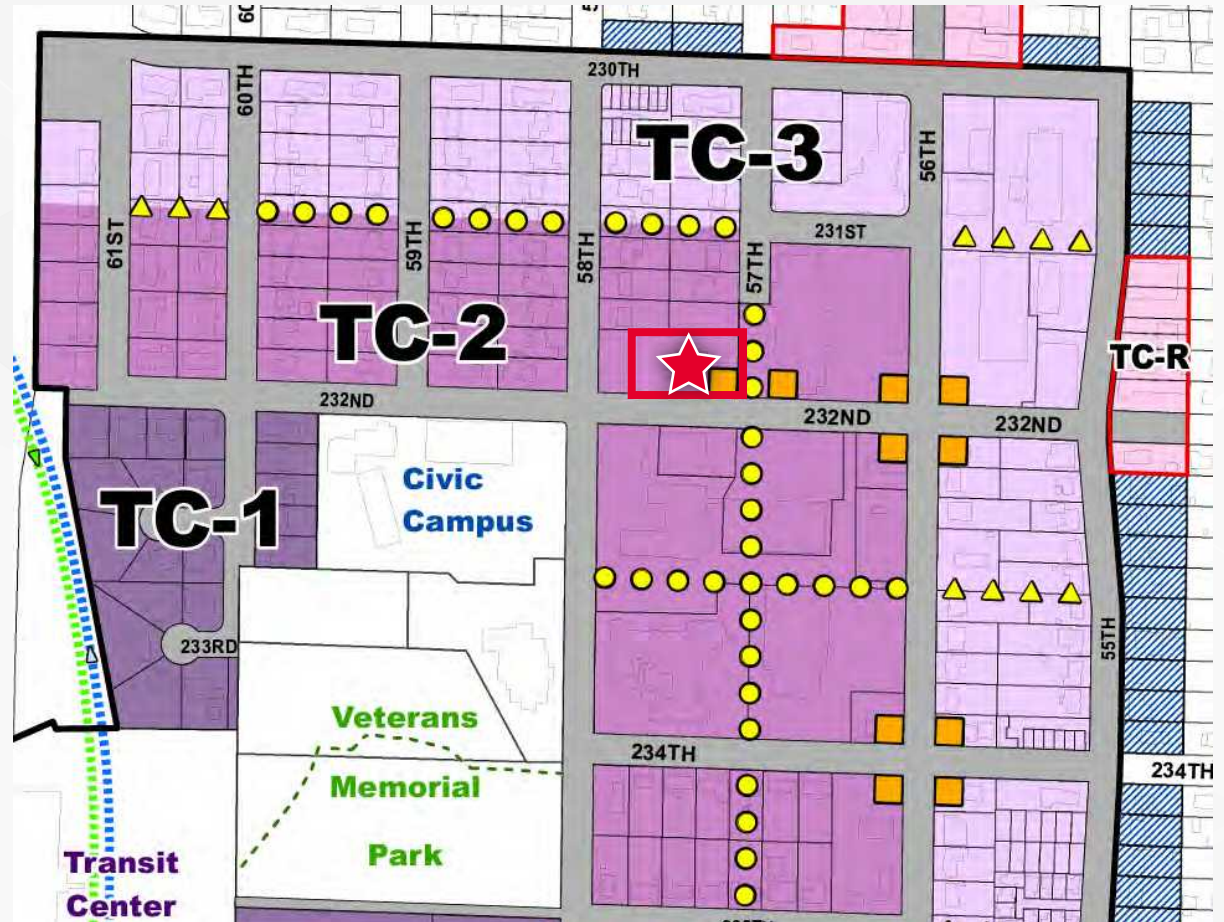 230TH
60TH
TC-3
56TH
61ST
59TH
58TH
57TH
231ST
TC-2
TC-R
232ND
232ND
232ND
TC-1
Civic
Campus
233RD
55TH
Veterans
Memorial
Park
234TH
234TH
Transit
Center